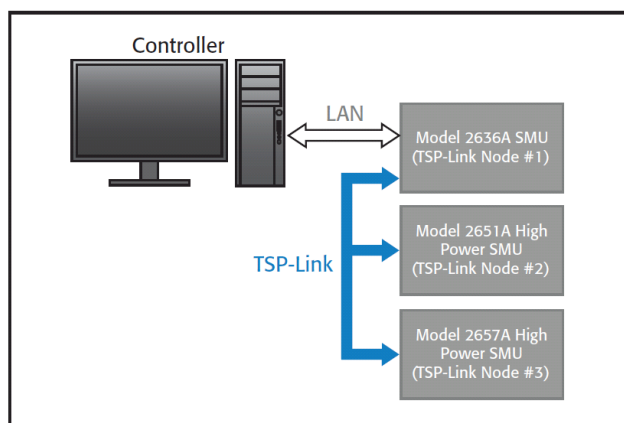 Controller
LAN
Model 2636A SMU
(TSP-Link Node #1)
Model 2651A High
Power SMU
(TSP-Link Node #2)
TSP-Link
Model 2657A High
Power SMU
(TSP-Link Node #3)